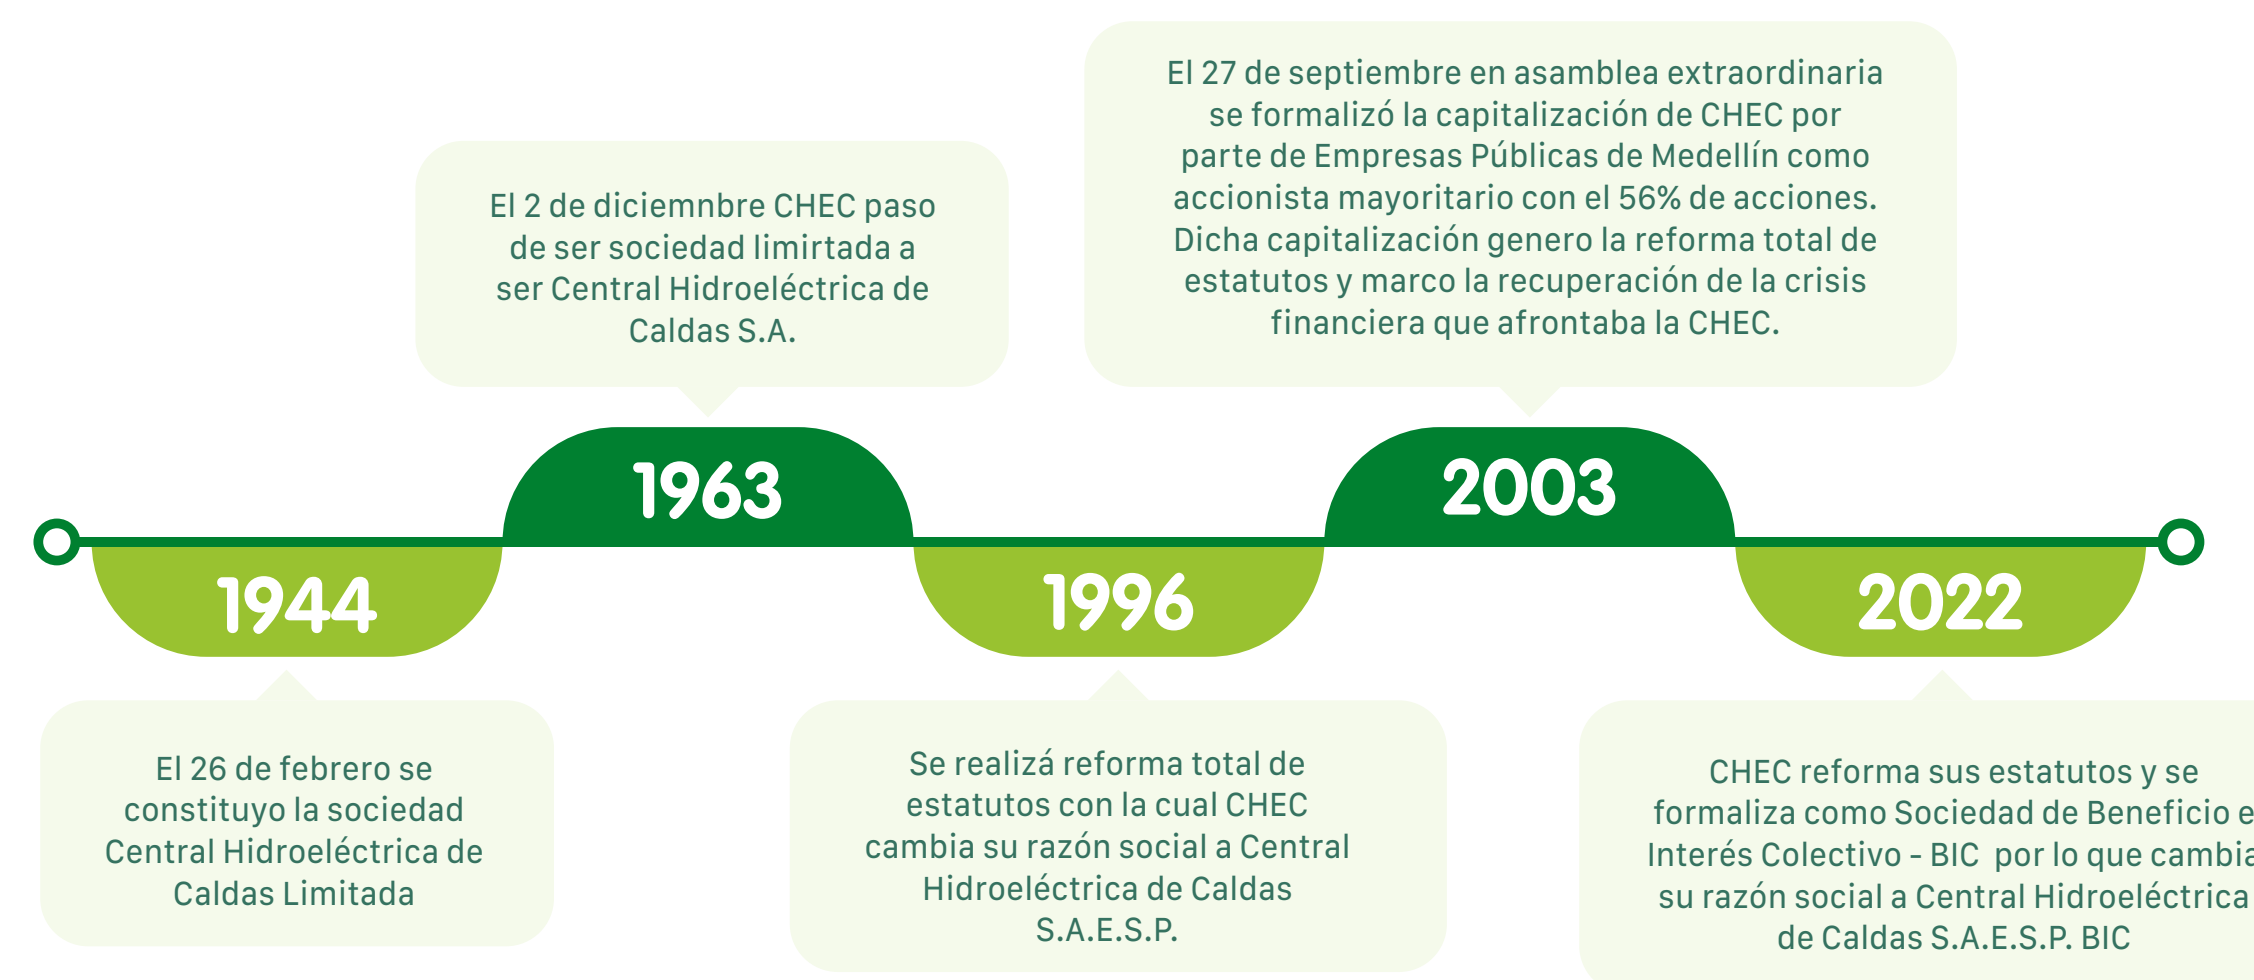 El 27 de septiembre en asamblea extraordinaria
se formalizó la capitalización de CHEC por
parte de Empresas Públicas de Medellín como
accionista mayoritario con el 56% de acciones.
Dicha capitalización genero la reforma total de
estatutos y marco la recuperación de la crisis
financiera que afrontaba la CHEC.
El 2 de diciemnbre CHEC paso
de ser sociedad limirtada a
ser Central Hidroeléctrica de
Caldas S.A.
1963
2003
1944
1996
2022
El 26 de febrero se
constituyo la sociedad
Central Hidroeléctrica de
Caldas Limitada
Se realizá reforma total de
estatutos con la cual CHEC
cambia su razón social a Central
Hidroeléctrica de Caldas
S.A.E.S.P.
CHEC reforma sus estatutos y se
formaliza como Sociedad de Beneficio e
Interés Colectivo - BIC por lo que cambia
su razón social a Central Hidroeléctrica
de Caldas S.A.E.S.P. BIC